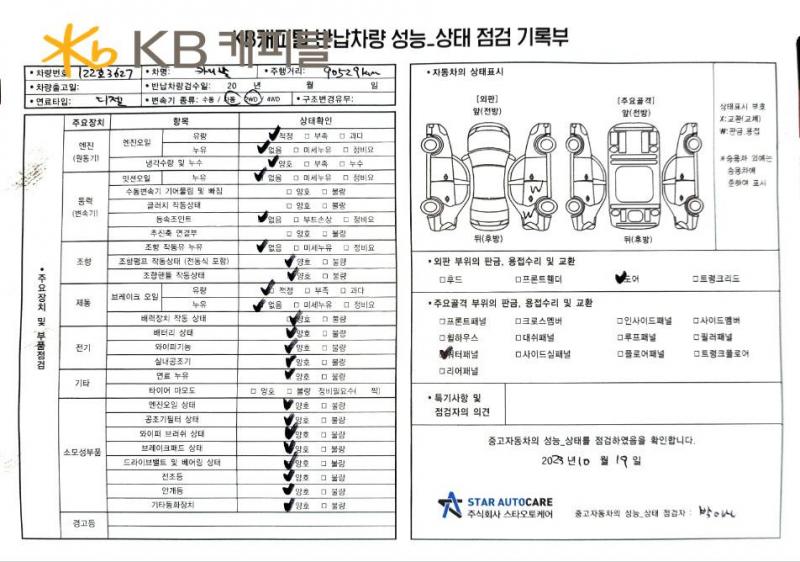 KB 캐피탈
KB캐피탈 반납차량 성능_상태 점검 기록부
• 차량번호 122호3627 • 차명: 카니발 • 주행거리: 90529km
• 차량출고일: • 반납차량검수일: 20 년 월 일
• 연료타입: 디젤 • 변속기 종류: 수동 / 자동 2WD / 4WD • 구조변경유무:
• 주요장치 및 부품점검
주요장치 항목 상태확인
엔진 (원동기) 엔진오일 유량 ✔적정 □ 부족 □ 과다
누유 ✔없음 □ 미세누유 □ 정비요
냉각수량 및 누수 ✔양호 □ 부족 □ 누수
동력 (변속기) 밋션오일 누유 ✔없음 □ 미세누유 □ 정비요
수동변속기 기어물림 및 빠짐 □ 양호 □ 불량
클러치 작동상태 □ 양호 □ 불량
등속조인트 ✔없음 □ 부트손상 □ 정비요
추진축 연결부 □ 양호 □ 불량
조향 조향 작동유 누유 ✔없음 □ 미세누유 □ 정비요
조향펌프 작동상태 (전동식 포함) ✔양호 □ 불량
조향핸들 작동상태 ✔양호 □ 불량
제동 브레이크 오일 유량 ✔적정 □ 부족 □ 과다
누유 ✔없음 □ 미세누유 □ 정비요
배력장치 작동 상태 ✔양호 □ 불량
전기 배터리 상태 ✔양호 □ 불량
와이퍼기능 ✔양호 □ 불량
실내공조기 ✔양호 □ 불량
기타 연료 누유 ✔양호 □ 불량
타이어 마모도 □ 양호 □ 불량 정비필요수( 짝)
소모성부품 엔진오일 상태 ✔양호 □ 불량
공조기필터 상태 ✔양호 □ 불량
와이퍼 브러쉬 상태 ✔양호 □ 불량
브레이크패드 상태 ✔양호 □ 불량
드라이브밸트 및 베어링 상태 ✔양호 □ 불량
전조등 ✔양호 □ 불량
안개등 ✔양호 □ 불량
기타등화장치 ✔양호 □ 불량
경고등
• 자동차의 상태표시
[외판] [주요골격]
앞(전방) 앞(전방)
W
W
뒤(후방) 뒤(후방)
상태표시 부호
X:교환(교체)
W:판금,용접
※승용차 외에는
승용차에
준하여 표시
• 외판 부위의 판금, 용접수리 및 교환
□후드 □프론트휀더 ✔도어 □트렁크리드
• 주요골격 부위의 판금, 용접수리 및 교환
□프론트패널 □크로스멤버 □인사이드패널 □사이드멤버
□휠하우스 □대쉬패널 □루프패널 □필러패널
✔쿼터패널 □사이드실패널 □플로어패널 □트렁크플로어
□리어패널
• 특기사항 및
점검자의 의견
중고자동차의 성능_상태를 점검하였음을 확인합니다.
2023년 10 월 19 일
STAR AUTOCARE
주식회사 스타오토케어
중고자동차의 성능_상태 점검자 :